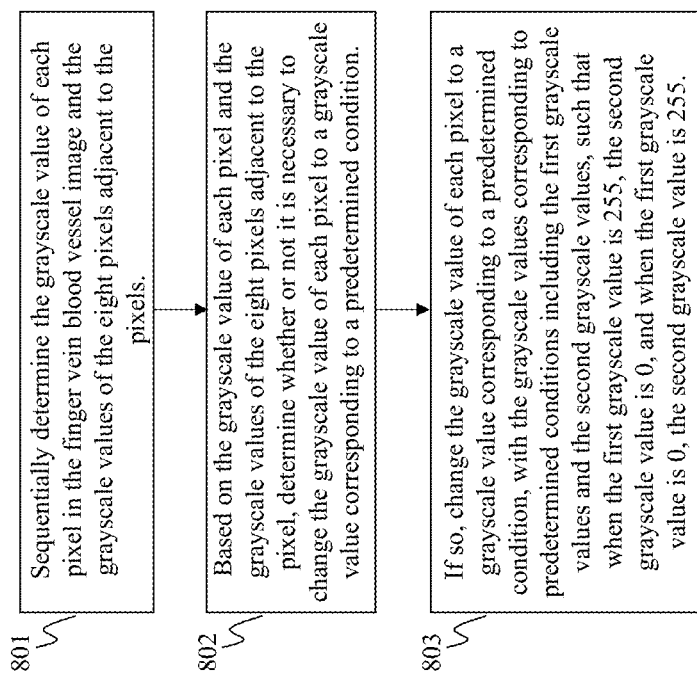 801
Sequentially determine the grayscale value of each
pixel in the finger vein blood vessel image and the
grayscale values of the eight pixels adjacent to the
pixels.
802
Based on the grayscale value of each pixel and the
grayscale values of the eight pixels adjacent to the
pixel, determine whether or not it is necessary to
change the grayscale value of each pixel to a grayscale
value corresponding to a predetermined condition.
803
If so, change the grayscale value of each pixel to a
grayscale value corresponding to a predetermined
condition, with the grayscale values corresponding to
predetermined conditions including the first grayscale
values and the second grayscale values, such that
when the first grayscale value is 255, the second
grayscale value is 0, and when the first grayscale
value is 0, the second grayscale value is 255.